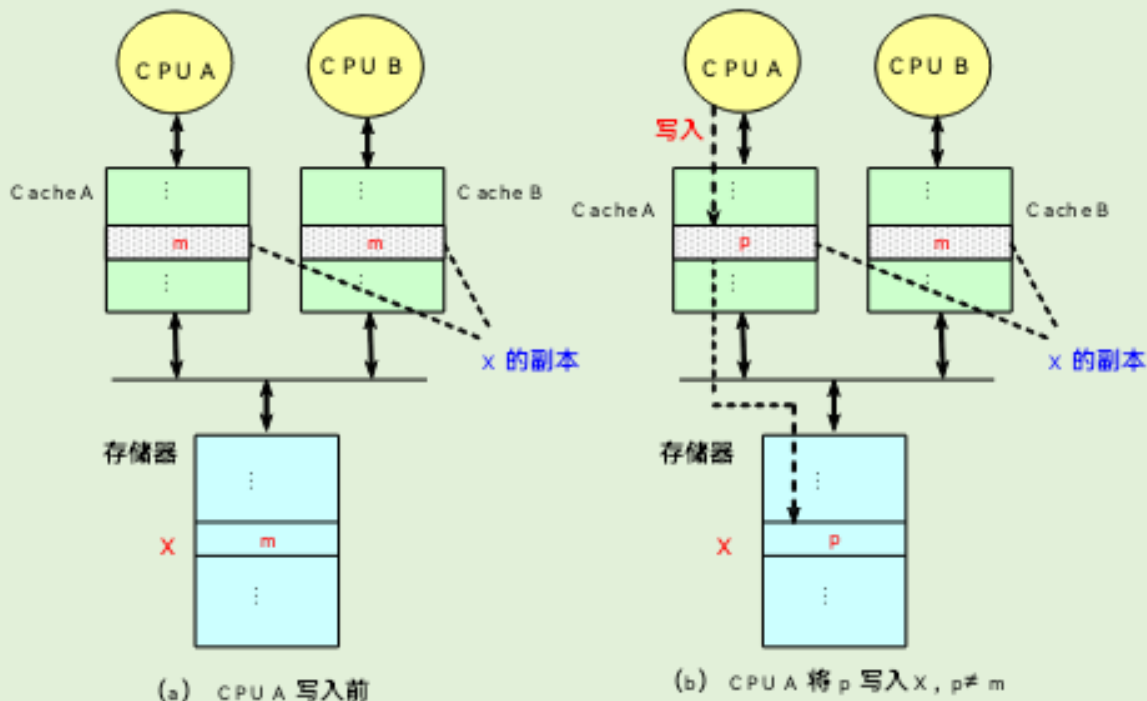 CPU A
CPU B
Cache A
⋮
⋮
Cache B
m
m
⋮
⋮
X 的副本
存储器
⋮
X
m
⋮
(a) CPU A 写入前
CPU A
CPU B
写入
Cache A
⋮
⋮
Cache B
p
m
⋮
⋮
X 的副本
存储器
⋮
X
p
⋮
(b) CPU A 将 p 写入 X, p≠ m